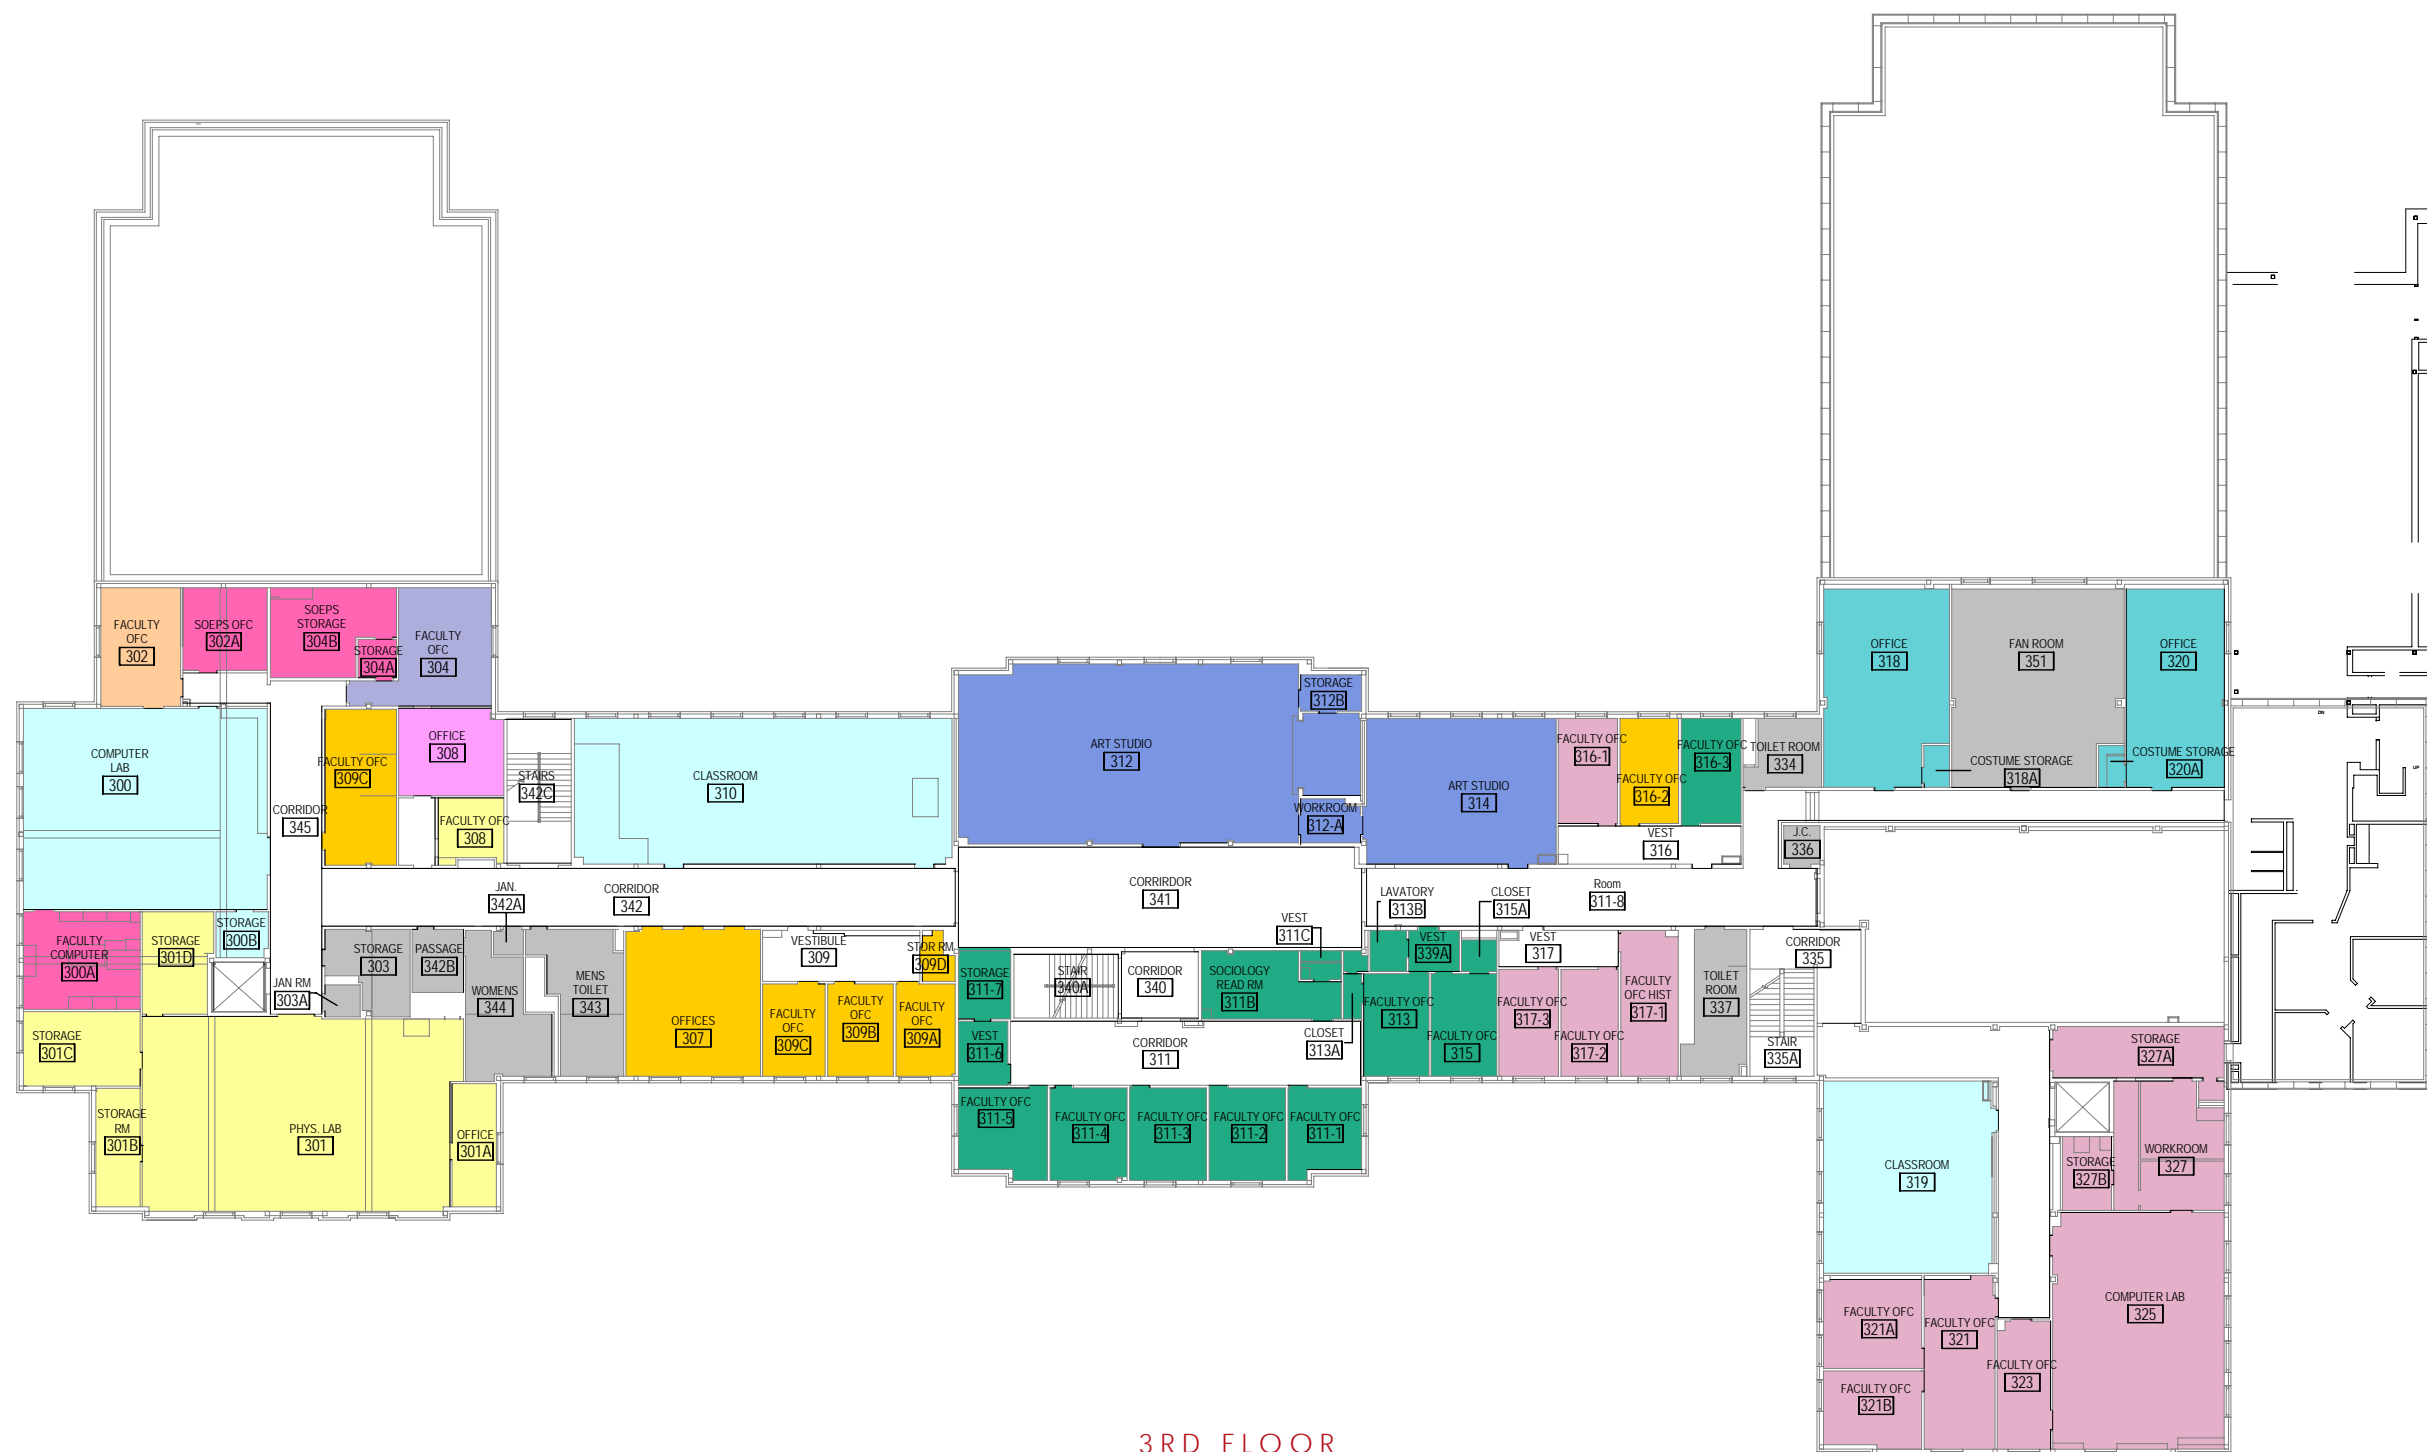 FACULTY
OFC
302
SOEPS OFC
302A
SOEPS
STORAGE
304B
STORAGE
304A
FACULTY
OFC
304
COMPUTER
LAB
300
CORRIDOR
345
FACULTY OFC
309C
OFFICE
308
FACULTY OFC
308
STAIRS
342C
CLASSROOM
310
ART STUDIO
312
STORAGE
312B
WORKROOM
312-A
ART STUDIO
314
FACULTY OFC
316-1
FACULTY OFC
316-2
FACULTY OFC
316-3
TOILET ROOM
334
VEST
316
OFFICE
318
FAN ROOM
351
OFFICE
320
COSTUME STORAGE
318A
COSTUME STORAGE
320A
DN
UP
J.C.
336
JAN.
342A
CORRIDOR
342
CORRIRDOR
341
VEST
311C
LAVATORY
313B
CLOSET
315A
Room
311-8
FACULTY
COMPUTER
300A
STORAGE
301D
STORAGE
300B
JAN RM
303A
STORAGE
303
PASSAGE
342B
WOMENS
344
MENS
TOILET
343
OFFICES
307
VESTIBULE
309
STOR RM
309D
FACULTY
OFC
309C
FACULTY
OFC
309B
FACULTY
OFC
309A
STORAGE
311-7
STAIR
340A
CORRIDOR
340
SOCIOLOGY
READ RM
311B
VEST
311-6
CORRIDOR
311
CLOSET
313A
VEST
339A
FACULTY OFC
313
FACULTY OFC
315
VEST
317
FACULTY OFC
317-3
FACULTY OFC
317-2
FACULTY
OFC HIST
317-1
TOILET
ROOM
337
CORRIDOR
335
STAIR
335A
STORAGE
301C
STORAGE
RM
301B
PHYS. LAB
301
OFFICE
301A
FACULTY OFC
311-5
FACULTY OFC
311-4
FACULTY OFC
311-3
FACULTY OFC
311-2
FACULTY OFC
311-1
STORAGE
327A
CLASSROOM
319
STORAGE
327B
WORKROOM
327
COMPUTER LAB
325
FACULTY OFC
321A
FACULTY OFC
321
FACULTY OFC
323
FACULTY OFC
321B
3RD FLOOR